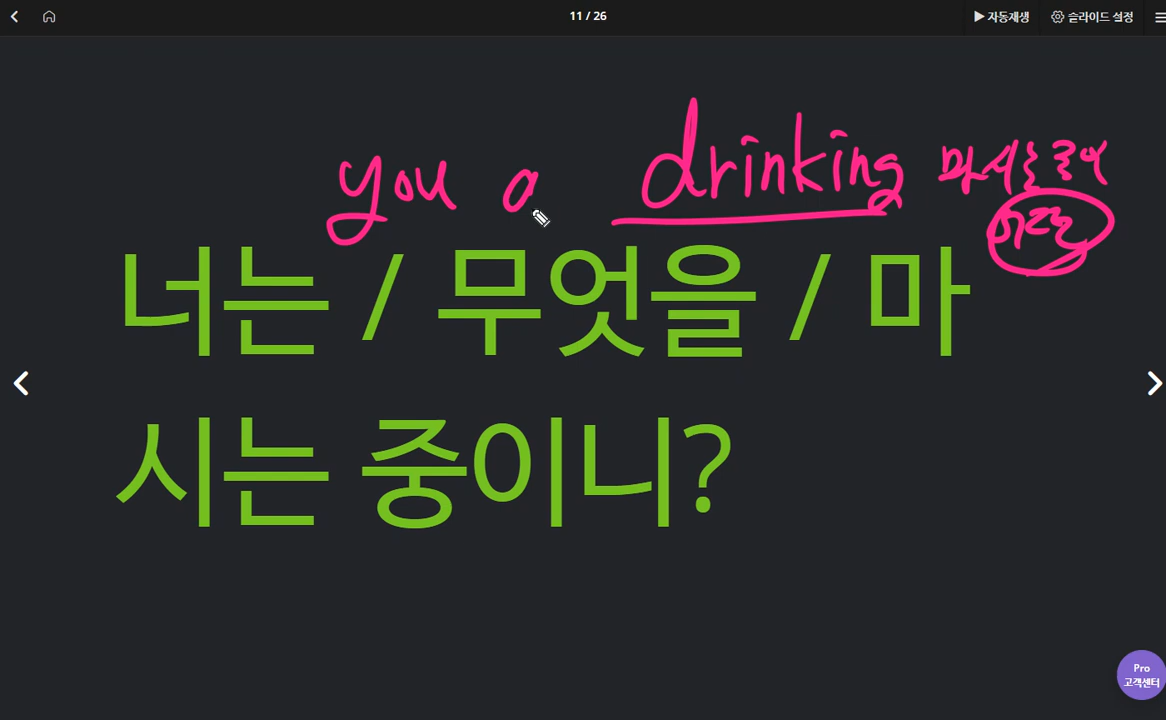 11 / 26
자동재생
슬라이드 설정
you a drinking 마시는 중이
너는 / 무엇을 / 마
시는 중이니?
Pro
고객센터